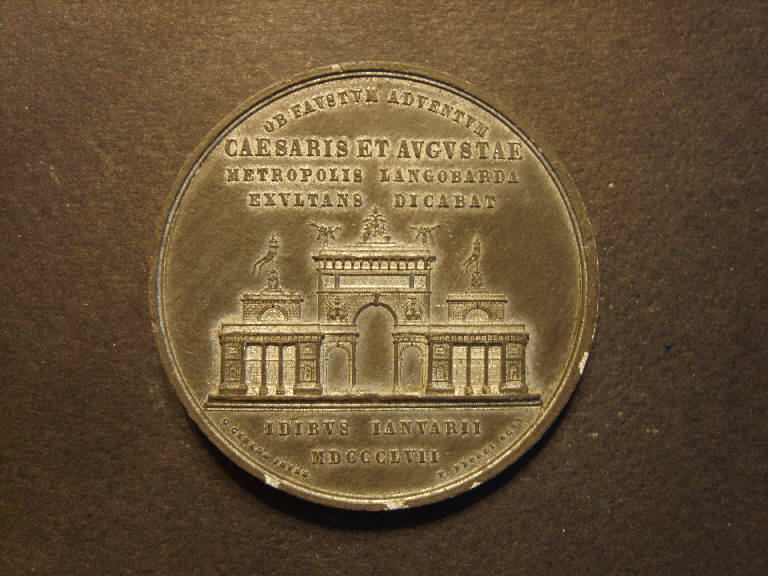 OB FAVSTVM ADVENTVM
CAESARIS ET AVGVSTAE
METROPOLIS LANGOBARDA
EXVLTANS DICABAT
IDIBVS IANVARII
MDCCCLVII